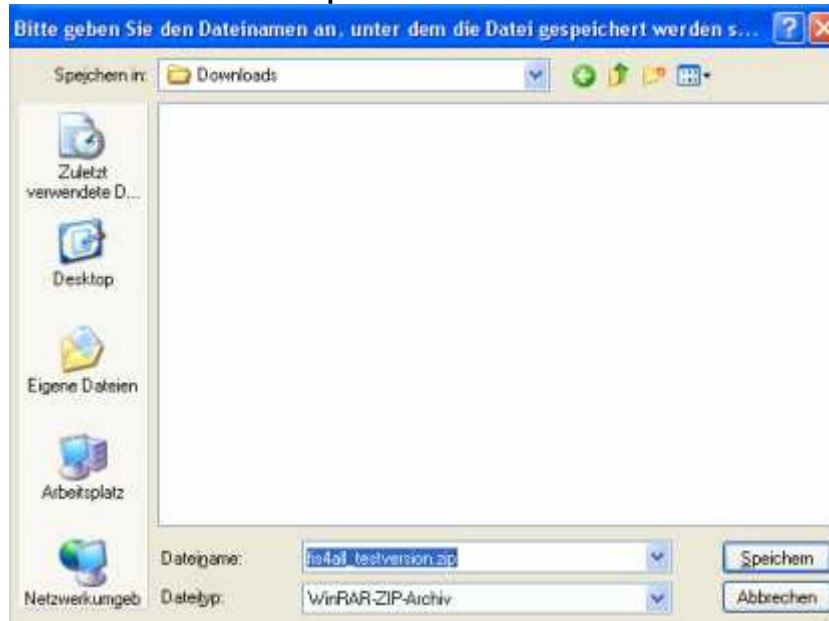 Bitte geben Sie den Dateinamen an, unter dem die Datei gespeichert werden s...
Speichern in:
Downloads
Zuletzt
verwendete D...
Desktop
Eigene Dateien
Arbeitsplatz
Netzwerkumgeb
Dateiname:
fis4all_testversion.zip
Speichern
Dateityp:
WinRAR-ZIP-Archiv
Abbrechen